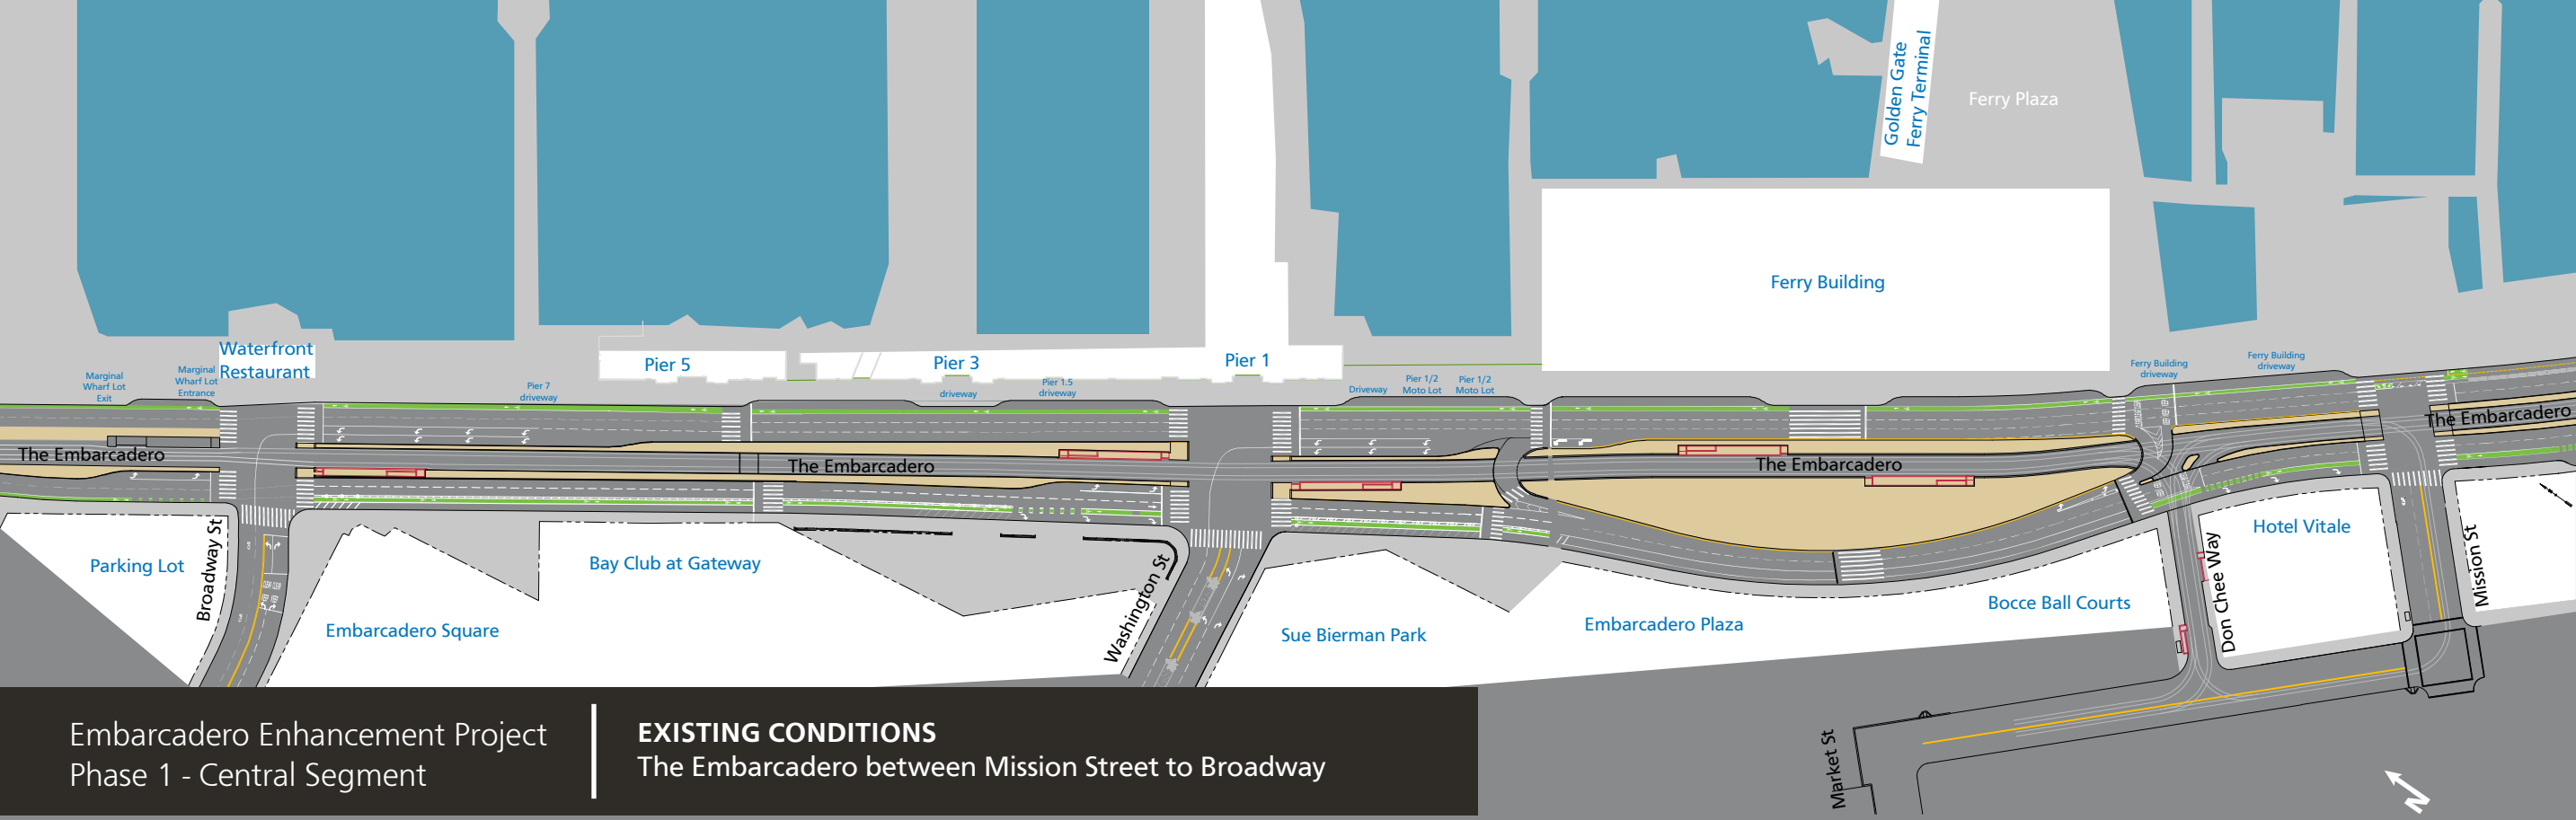 Golden Gate
Ferry Terminal
Ferry Plaza
Ferry Building
Waterfront
Restaurant
Pier 5
Pier 3
Pier 1
Marginal
Wharf Lot
Exit
Marginal
Wharf Lot
Entrance
Pier 7
driveway
driveway
Pier 1.5
driveway
Driveway
Pier 1/2
Moto Lot
Pier 1/2
Moto Lot
Ferry Building
driveway
Ferry Building
driveway
The Embarcadero
The Embarcadero
The Embarcadero
The Embarcadero
Parking Lot
Broadway St
Embarcadero Square
Bay Club at Gateway
Washington St
Sue Bierman Park
Embarcadero Plaza
Bocce Ball Courts
Don Chee Way
Hotel Vitale
Mission St
Market St
N
Embarcadero Enhancement Project
Phase 1 - Central Segment
EXISTING CONDITIONS
The Embarcadero between Mission Street to Broadway